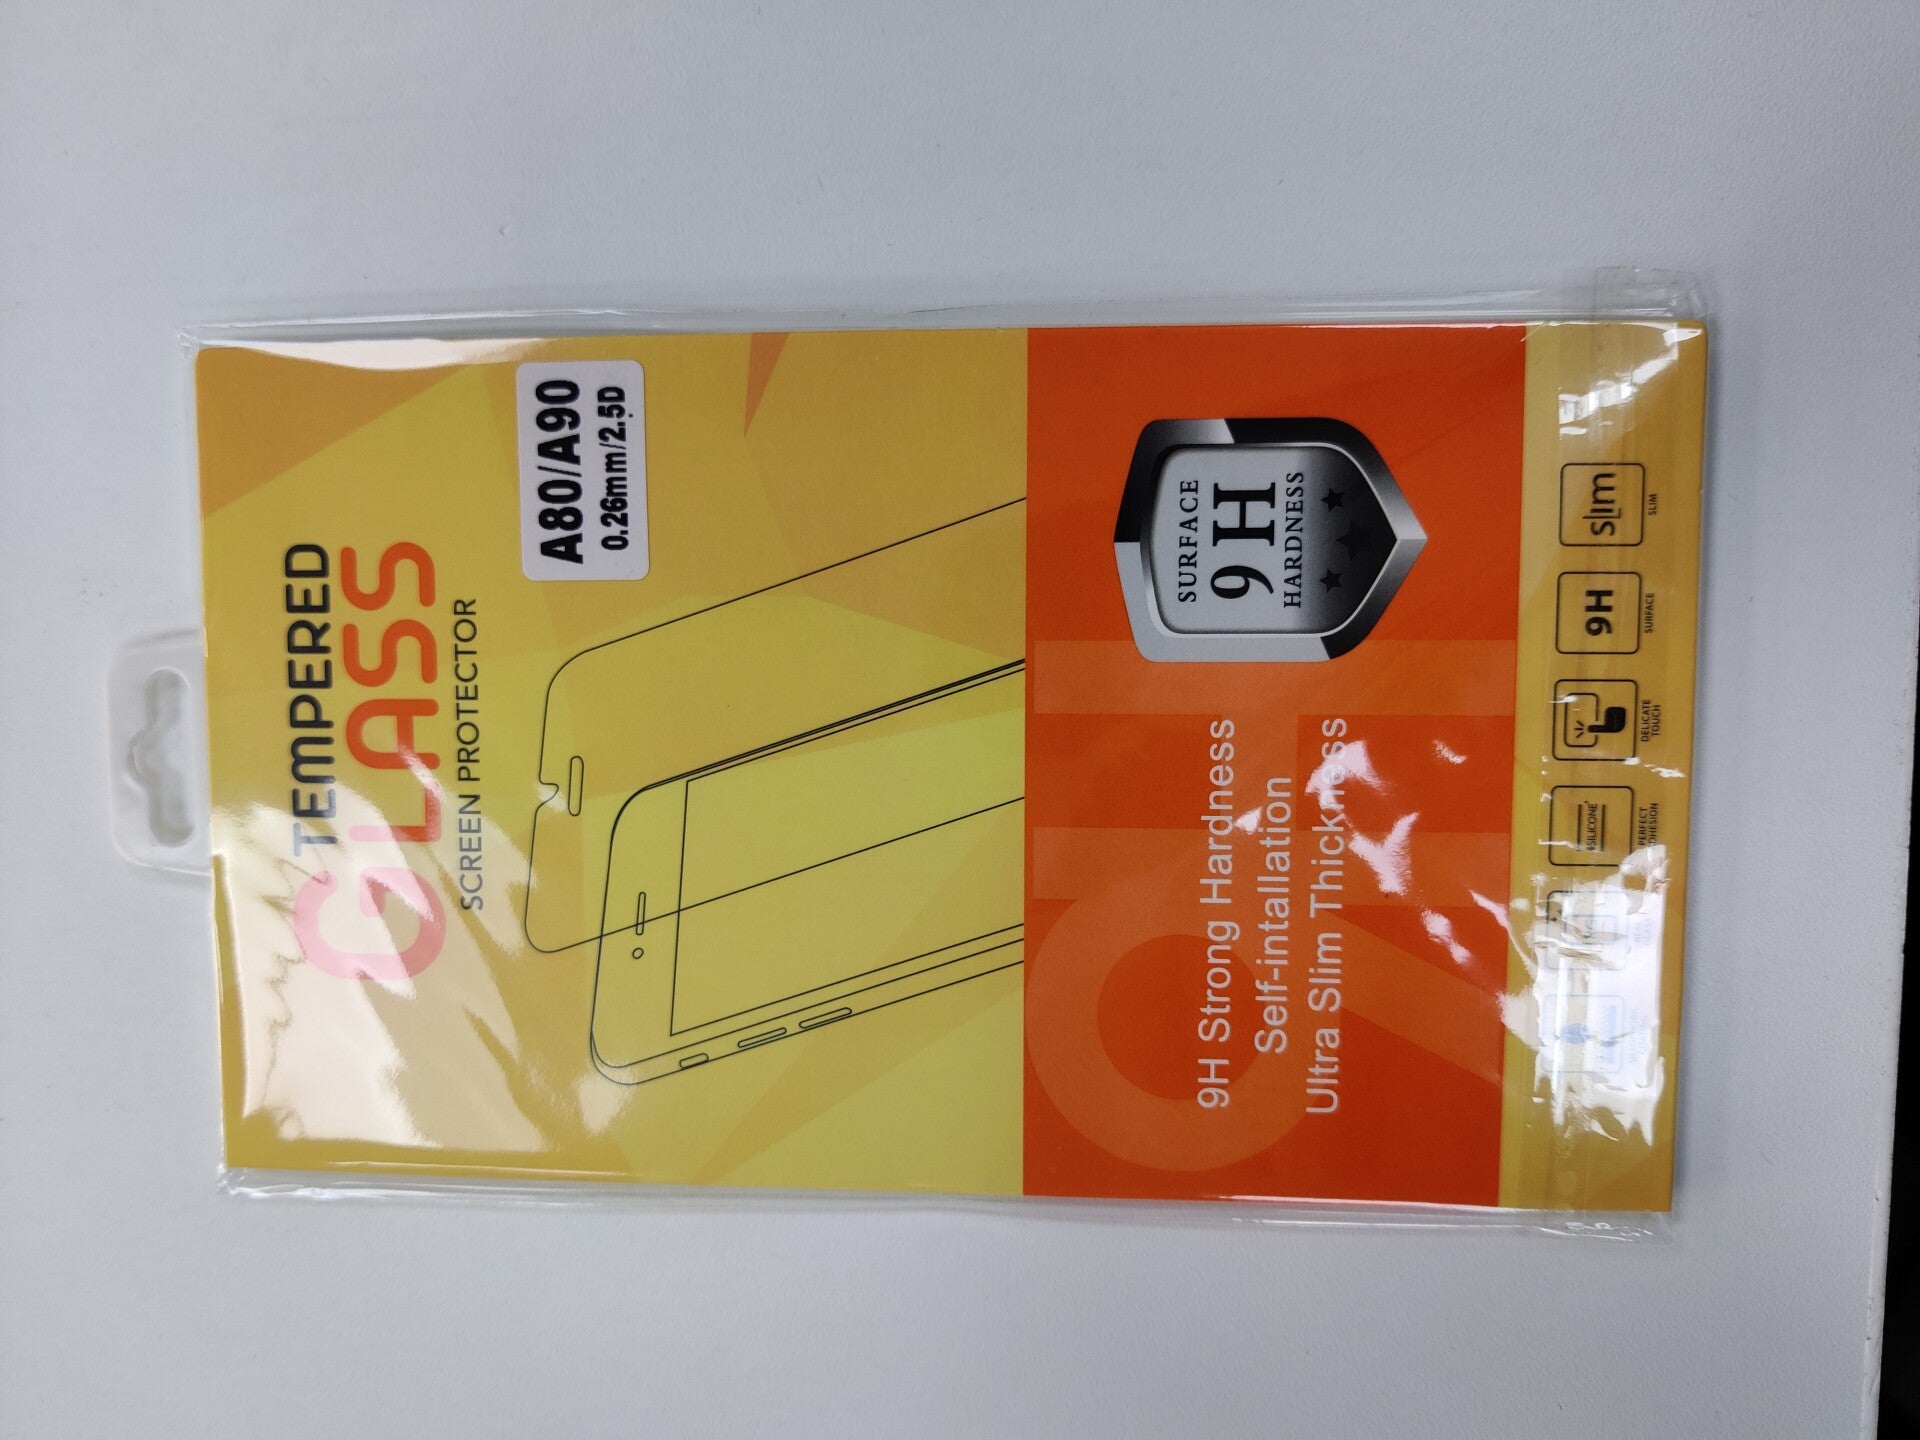 TEMPERED
GLASS
SCREEN PROTECTOR
A80/A90
0.26mm/2.5D
SURFACE
9H
HARDNESS
9H Strong Hardness
Self-intallation
Ultra Slim Thickness
SILICONE
PERFECT
ADHESION
DELICATE
TOUCH
9H
SURFACE
slim
SLIM